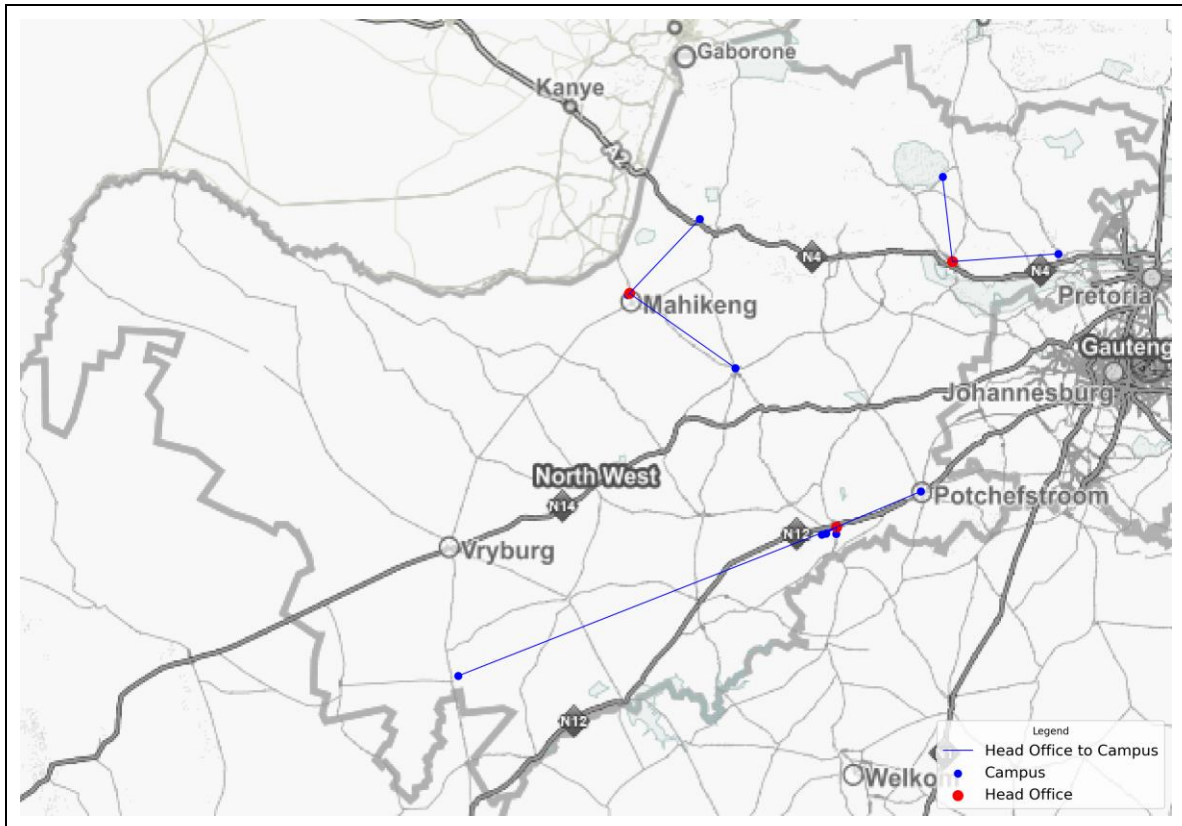 Gaborone
Kanye
A2
N4
N4
Pretoria
Mahikeng
Gauteng
Johannesburg
North West
N14
Potchefstroom
N12
Vryburg
N12
Welkom
Legend
Head Office to Campus
Campus
Head Office